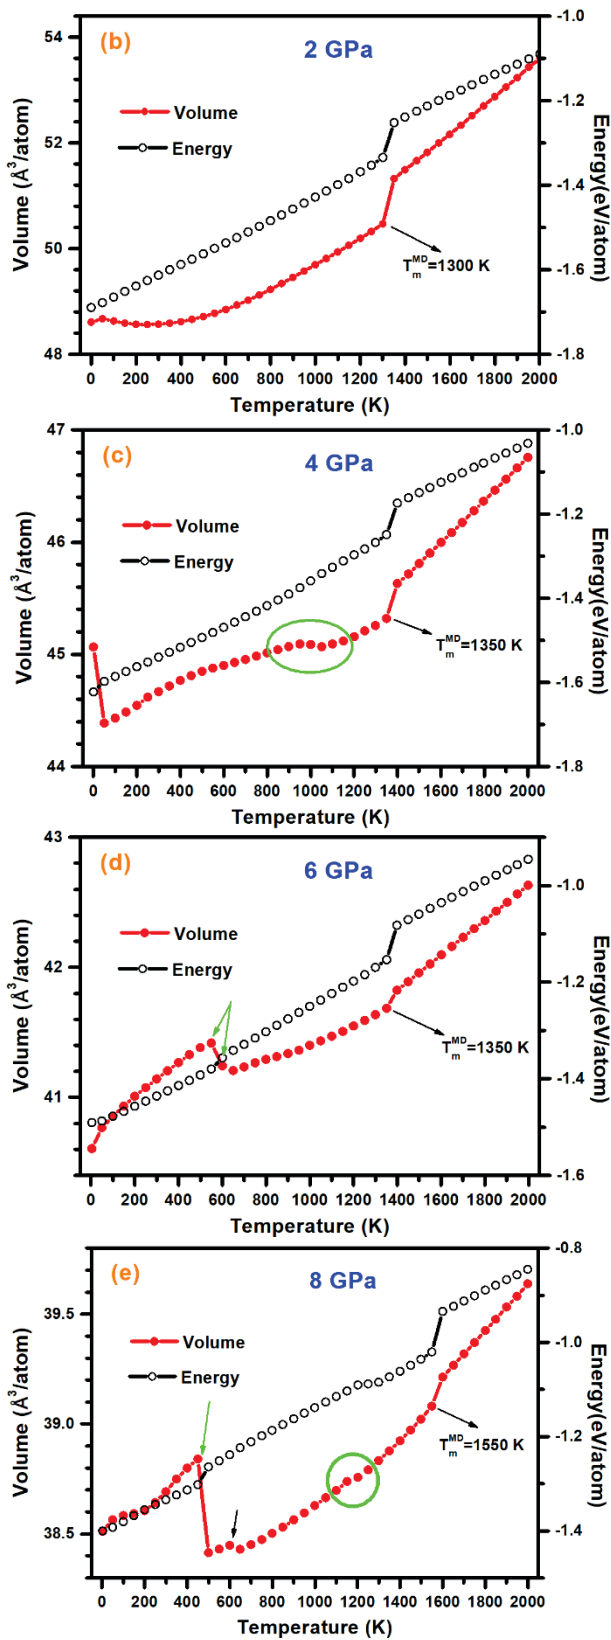 (b)
2 GPa
54
52
50
48
Volume (Å³/atom)
Volume
Energy
T_m^MD=1300 K
-1.0
-1.2
-1.4
-1.6
-1.8
Energy(eV/atom)
0 200 400 600 800 1000 1200 1400 1600 1800 2000
Temperature (K)
(c)
4 GPa
47
46
45
44
Volume (Å³/atom)
Volume
Energy
T_m^MD=1350 K
-1.0
-1.2
-1.4
-1.6
-1.8
Energy(eV/atom)
0 200 400 600 800 1000 1200 1400 1600 1800 2000
Temperature (K)
(d)
6 GPa
43
42
41
Volume (Å³/atom)
Volume
Energy
T_m^MD=1350 K
-1.0
-1.2
-1.4
-1.6
Energy(eV/atom)
0 200 400 600 800 1000 1200 1400 1600 1800 2000
Temperature (K)
(e)
8 GPa
39.5
39.0
38.5
Volume (Å³/atom)
Volume
Energy
T_m^MD=1550 K
-0.8
-1.0
-1.2
-1.4
Energy(eV/atom)
0 200 400 600 800 1000 1200 1400 1600 1800 2000
Temperature (K)